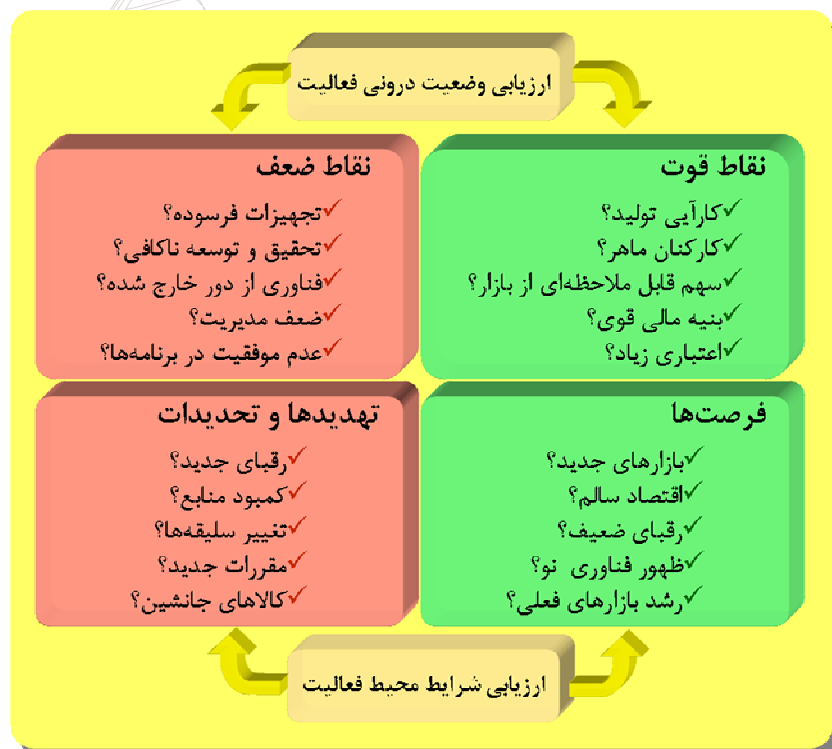 ارزیابی وضعیت درونی فعالیت
نقاط قوت
کارآیی تولید؟
کارکنان ماهر؟
سهم قابل ملاحظه‌ای از بازار؟
بنیه مالی قوی؟
اعتباری زیاد؟
نقاط ضعف
تجهیزات فرسوده؟
تحقیق و توسعه ناکافی؟
فناوری از دور خارج شده؟
ضعف مدیریت؟
عدم موفقیت در برنامه‌ها؟
فرصت‌ها
بازارهای جدید؟
اقتصاد سالم؟
رقبای ضعیف؟
ظهور فناوری نو؟
رشد بازارهای فعلی؟
تهدیدها و تحدیدات
رقبای جدید؟
کمبود منابع؟
تغییر سلیقه‌ها؟
مقررات جدید؟
کالاهای جانشین؟
ارزیابی شرایط محیط فعالیت